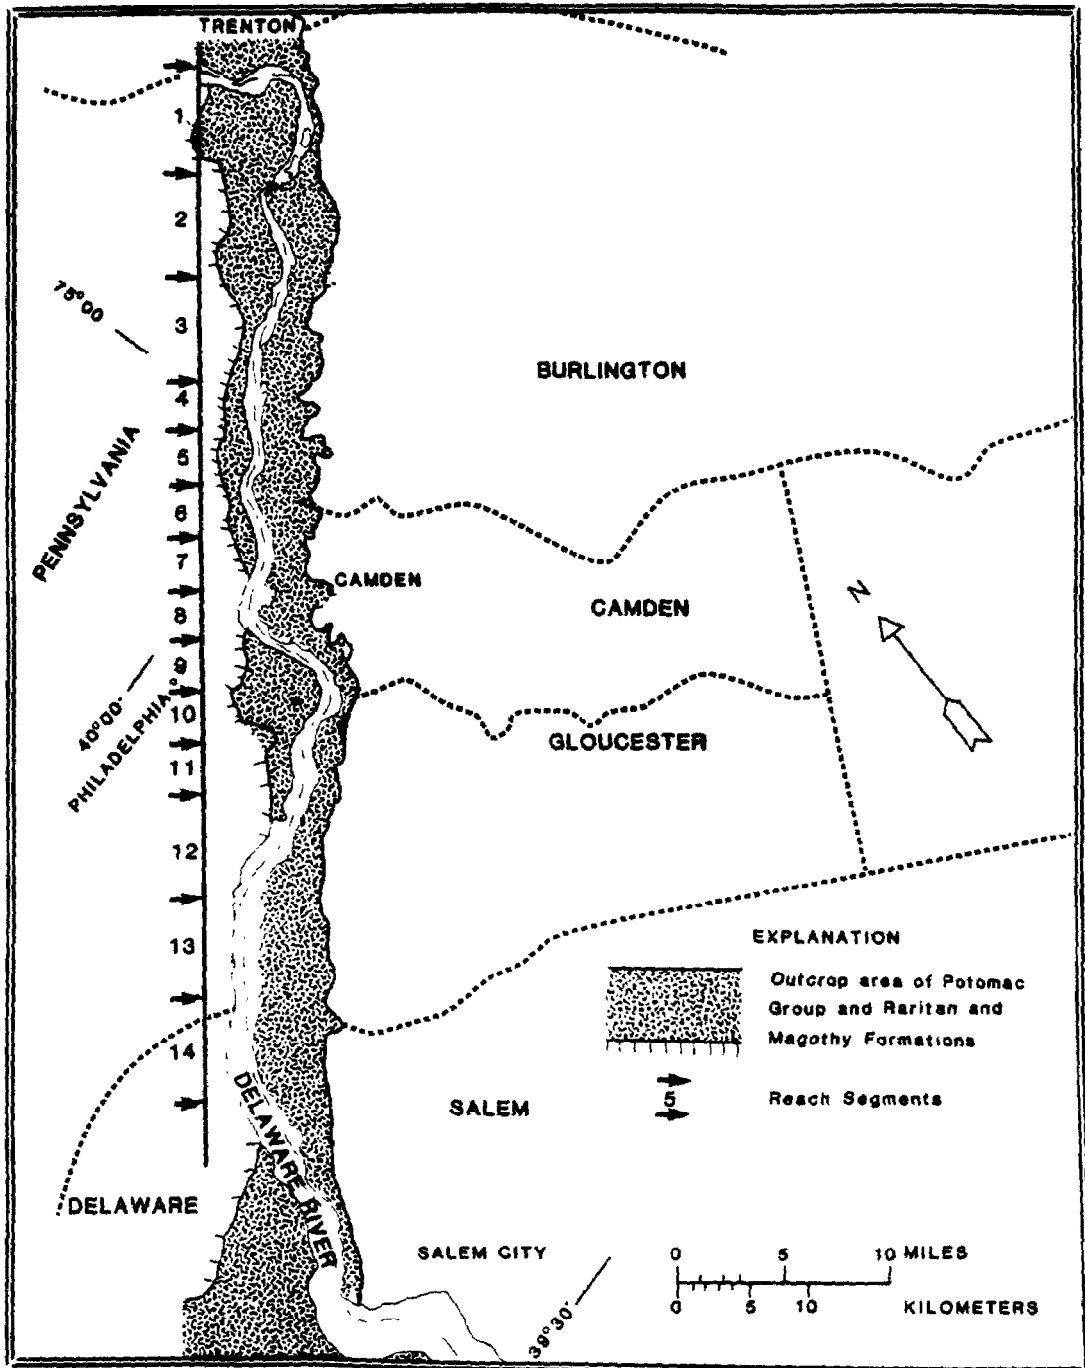 TRENTON
1
2
75°00
3
BURLINGTON
4
PENNSYLVANIA
5
6
7
CAMDEN
CAMDEN
N
8
9
40°00'
PHILADELPHIA
10
GLOUCESTER
11
12
EXPLANATION
13
Outcrop area of Potomac
Group and Raritan and
Magothy Formations
14
5
Reach Segments
DELAWARE RIVER
SALEM
DELAWARE
SALEM CITY
0 5 10 MILES
0 5 10 KILOMETERS
39°30'